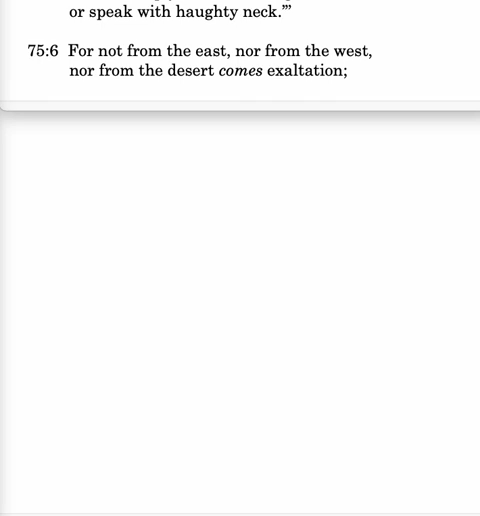 or speak with haughty neck.”’
75:6 For not from the east, nor from the west,
nor from the desert comes exaltation;